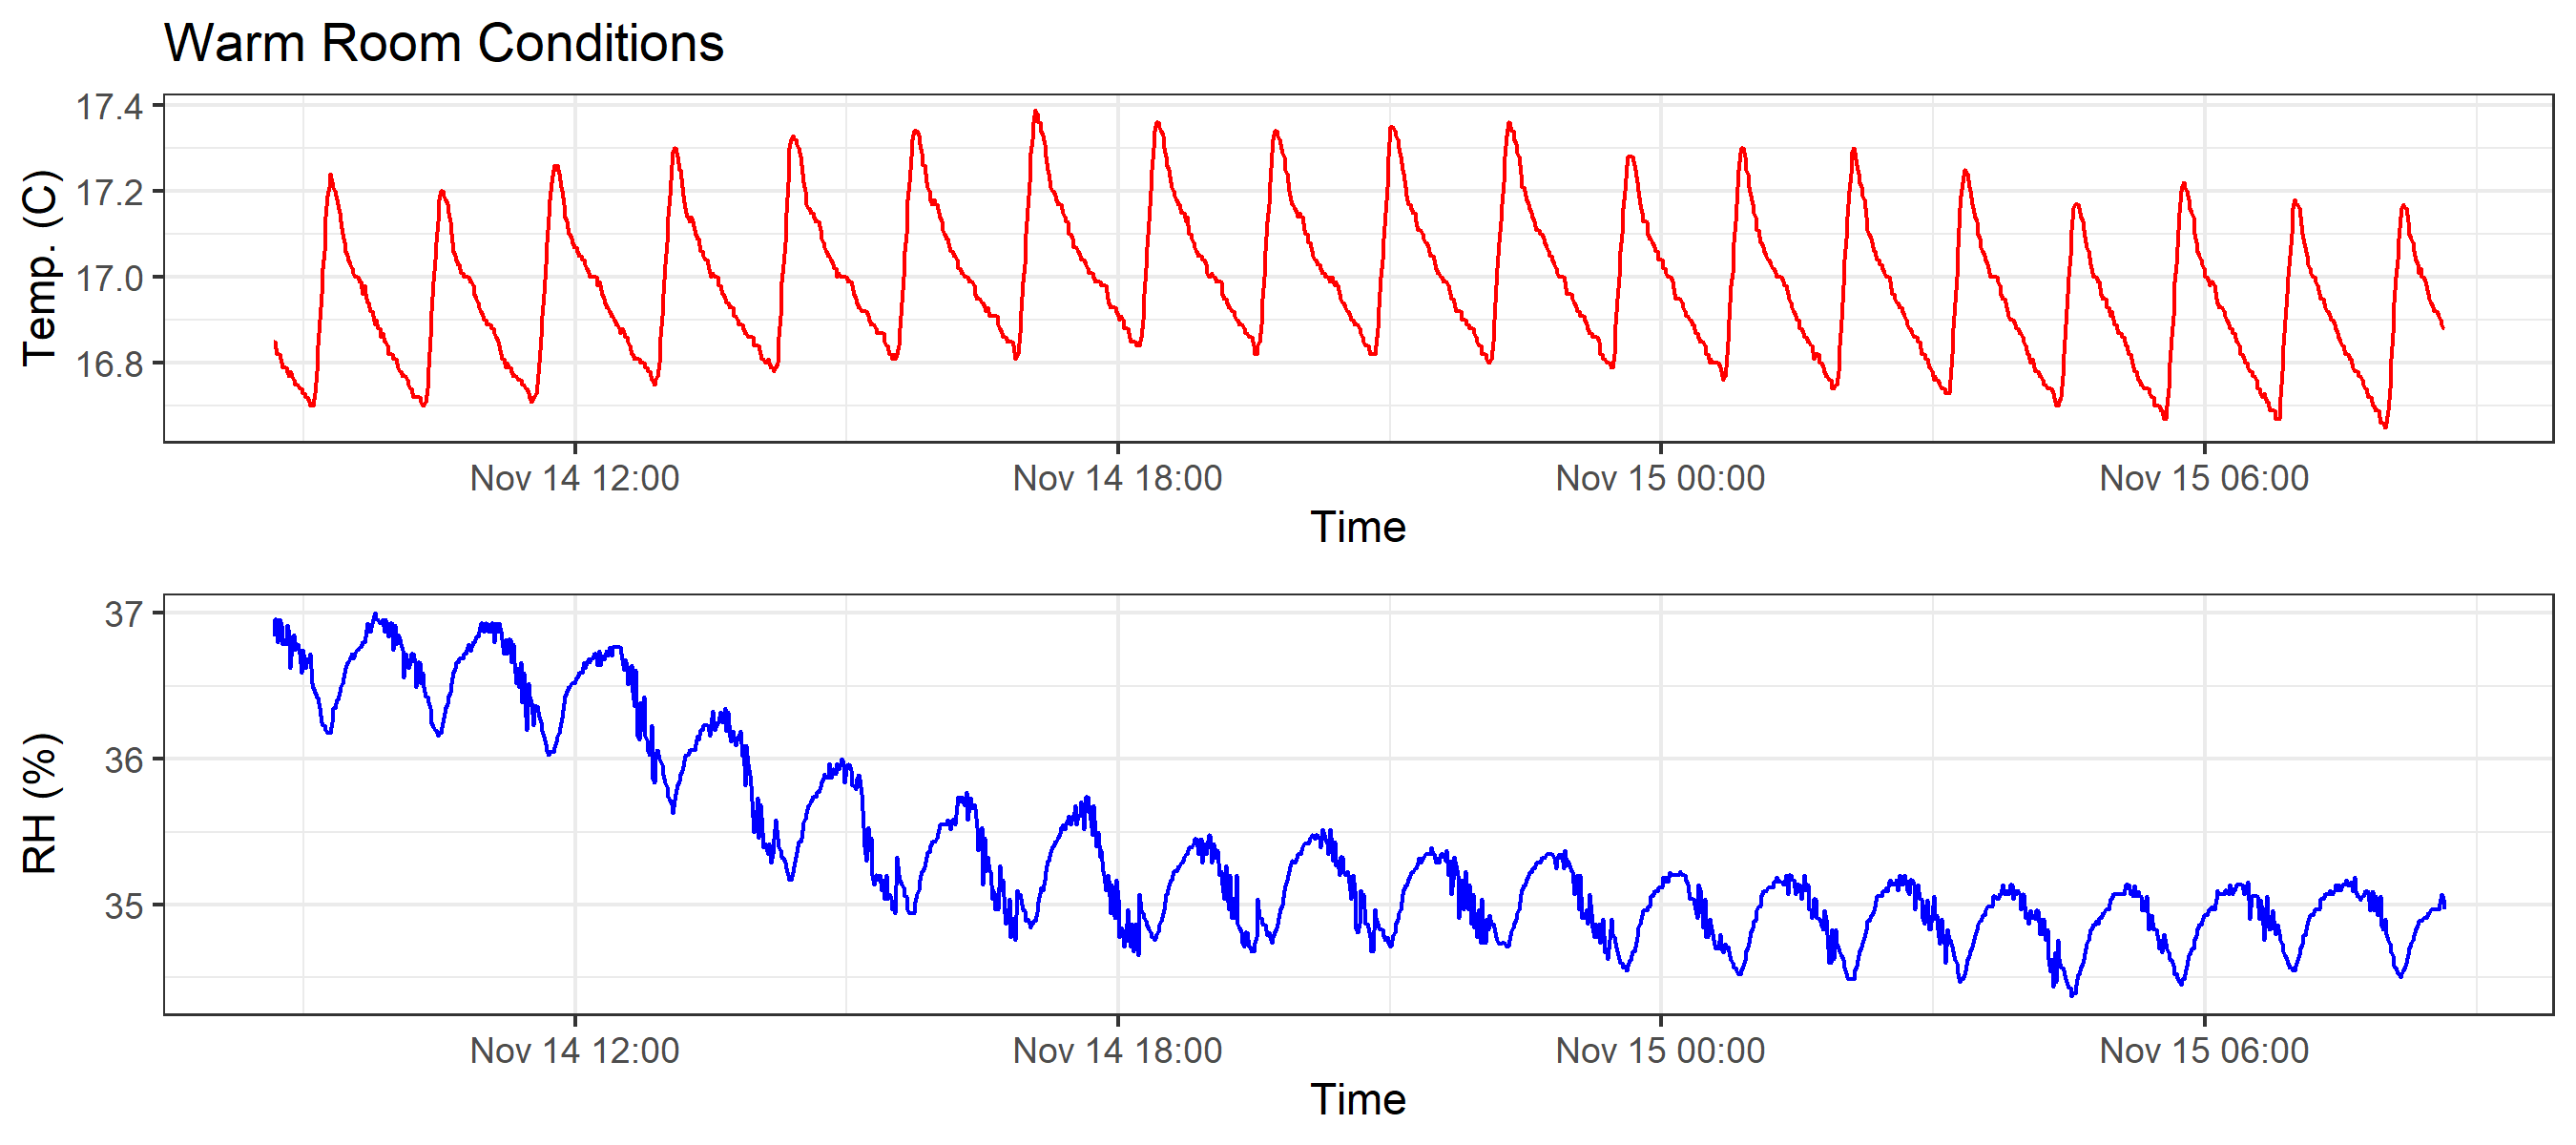 Warm Room Conditions
17.4
17.2
17.0
16.8
Temp. (C)
Nov 14 12:00 Nov 14 18:00 Nov 15 00:00 Nov 15 06:00
Time
37
36
35
RH (%)
Nov 14 12:00 Nov 14 18:00 Nov 15 00:00 Nov 15 06:00
Time